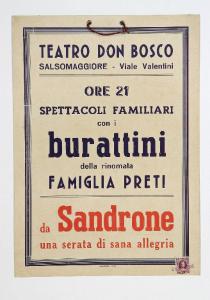 TEATRO DON BOSCO
SALSOMAGGIORE - Viale Valentini
ORE 21
SPETTACOLI FAMILIARI
con i
burattini
della rinomata
FAMIGLIA PRETI
da Sandrone
una serata di sana allegria